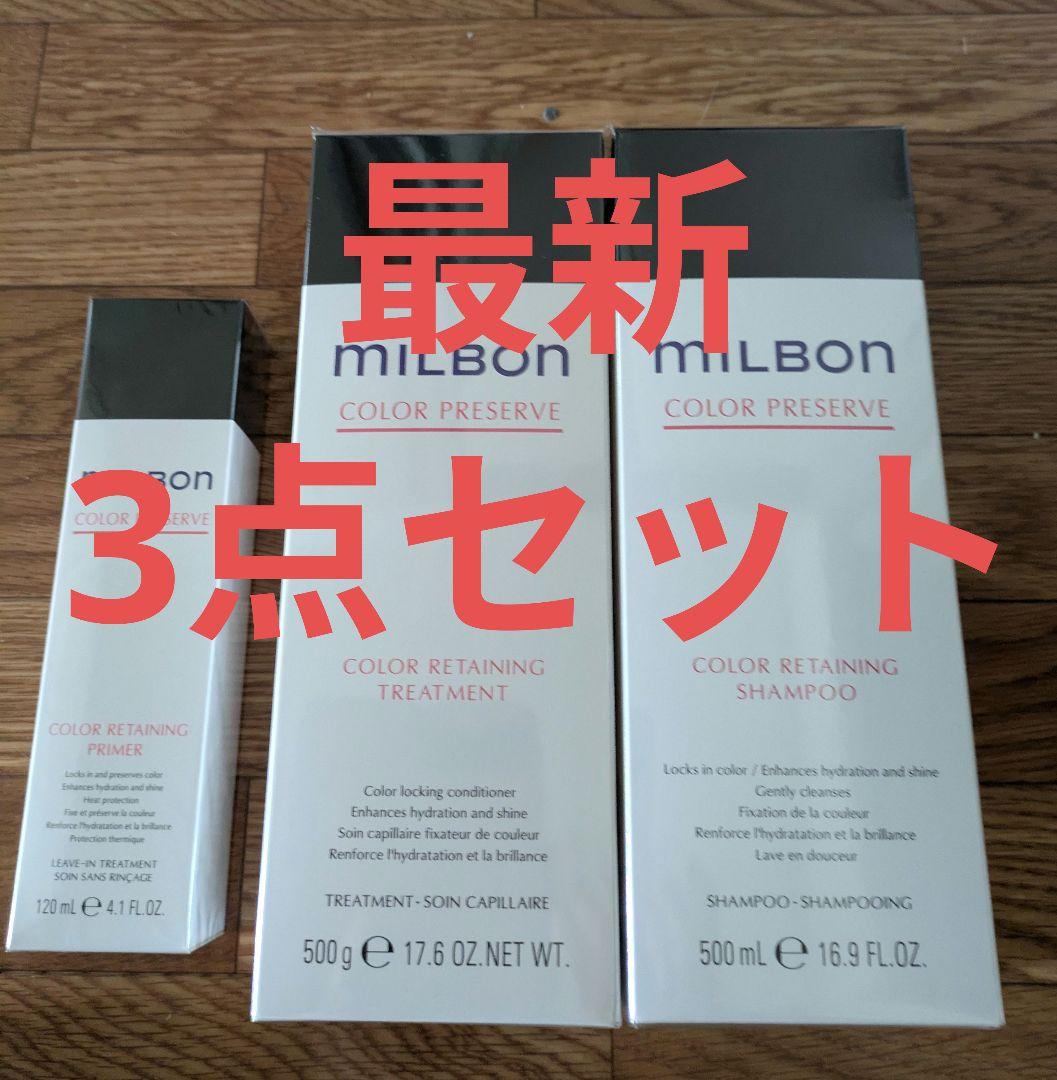 最新
3点セット
MILBON
COLOR PRESERVE
COLOR RETAINING
PRIMER
Locks in and preserves color
Enhances hydration and shine
Heat protection
Fixe et préserve la couleur
Renforce l'hydratation et la brillance
Protection thermique
LEAVE-IN TREATMENT
SOIN SANS RINÇAGE
120 mL e 4.1 FL.OZ.
MILBON
COLOR PRESERVE
COLOR RETAINING
TREATMENT
Color locking conditioner
Enhances hydration and shine
Soin capillaire fixateur de couleur
Renforce l'hydratation et la brillance
TREATMENT - SOIN CAPILLAIRE
500 g e 17.6 OZ.NET WT.
MILBON
COLOR PRESERVE
COLOR RETAINING
SHAMPOO
Locks in color / Enhances hydration and shine
Gently cleanses
Fixation de la couleur
Renforce l'hydratation et la brillance
Lave en douceur
SHAMPOO - SHAMPOOING
500 mL e 16.9 FL.OZ.